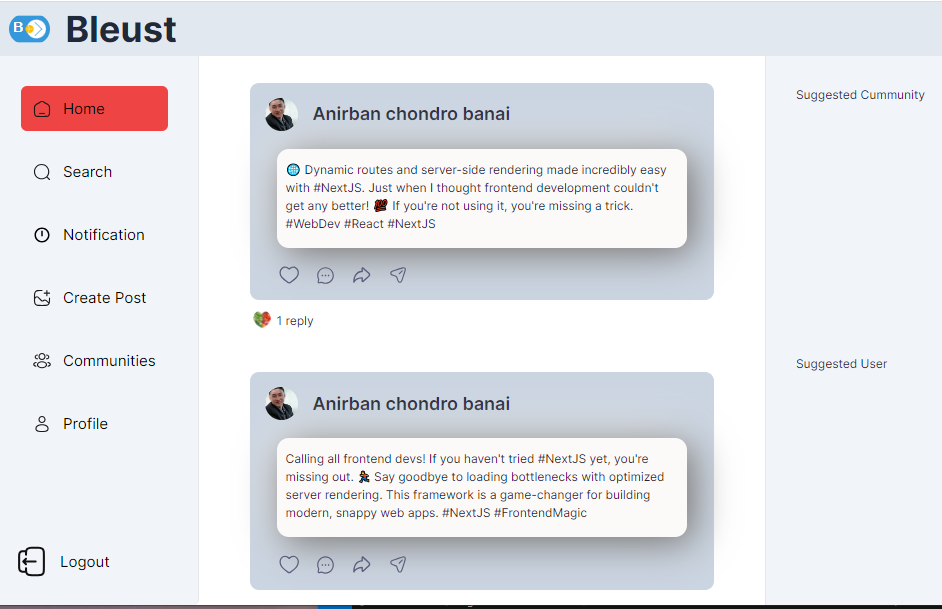 B
Bleust
Home
Search
Notification
Create Post
Communities
Profile
Logout
Anirban chondro banai
🌐 Dynamic routes and server-side rendering made incredibly easy
with #NextJS. Just when I thought frontend development couldn't
get any better! 💯 If you're not using it, you're missing a trick.
#WebDev #React #NextJS
1 reply
Anirban chondro banai
Calling all frontend devs! If you haven't tried #NextJS yet, you're
missing out. 🏃 Say goodbye to loading bottlenecks with optimized
server rendering. This framework is a game-changer for building
modern, snappy web apps. #NextJS #FrontendMagic
Suggested Cummunity
Suggested User